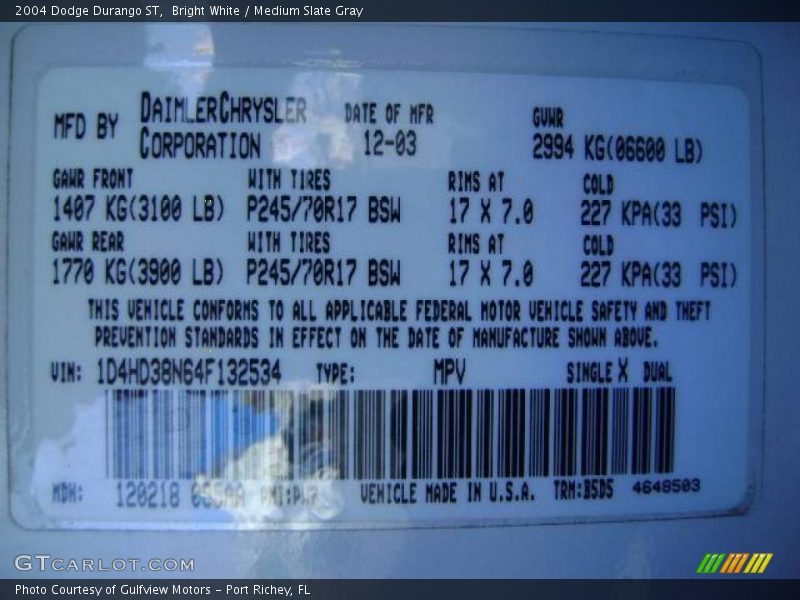 2004 Dodge Durango ST,  Bright White / Medium Slate Gray
MFD BY DAIMLERCHRYSLER CORPORATION DATE OF MFR 12-03 GVWR 2994 KG(06600 LB)
GAWR FRONT WITH TIRES RIMS AT COLD
1407 KG(3100 LB) P245/70R17 BSW 17 X 7.0 227 KPA(33 PSI)
GAWR REAR WITH TIRES RIMS AT COLD
1770 KG(3900 LB) P245/70R17 BSW 17 X 7.0 227 KPA(33 PSI)
THIS VEHICLE CONFORMS TO ALL APPLICABLE FEDERAL MOTOR VEHICLE SAFETY AND THEFT
PREVENTION STANDARDS IN EFFECT ON THE DATE OF MANUFACTURE SHOWN ABOVE.
VIN: 1D4HD38N64F132534 TYPE: MPV SINGLE X DUAL
MDH: 120218 VEHICLE MADE IN U.S.A. TRM:B5D5 4648503
GTCARLOT.COM
Photo Courtesy of Gulfview Motors - Port Richey, FL